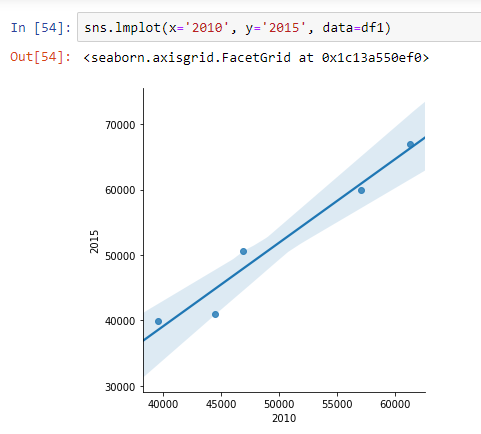 In [54]: sns.lmplot(x='2010', y='2015', data=df1)
Out[54]: <seaborn.axisgrid.FacetGrid at 0x1c13a550ef0>
70000
60000
50000
40000
30000
2015
40000 45000 50000 55000 60000
2010